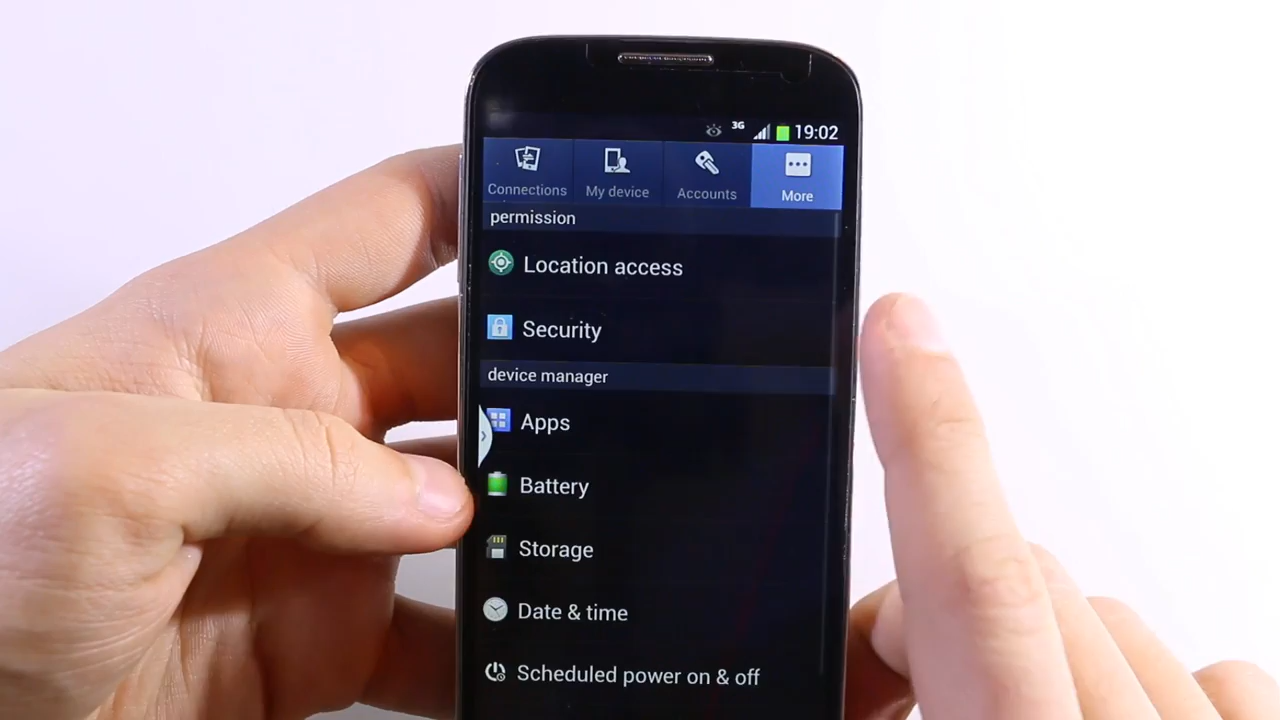 3G 19:02
Connections My device Accounts More
permission
Location access
Security
device manager
Apps
Battery
Storage
Date & time
Scheduled power on & off